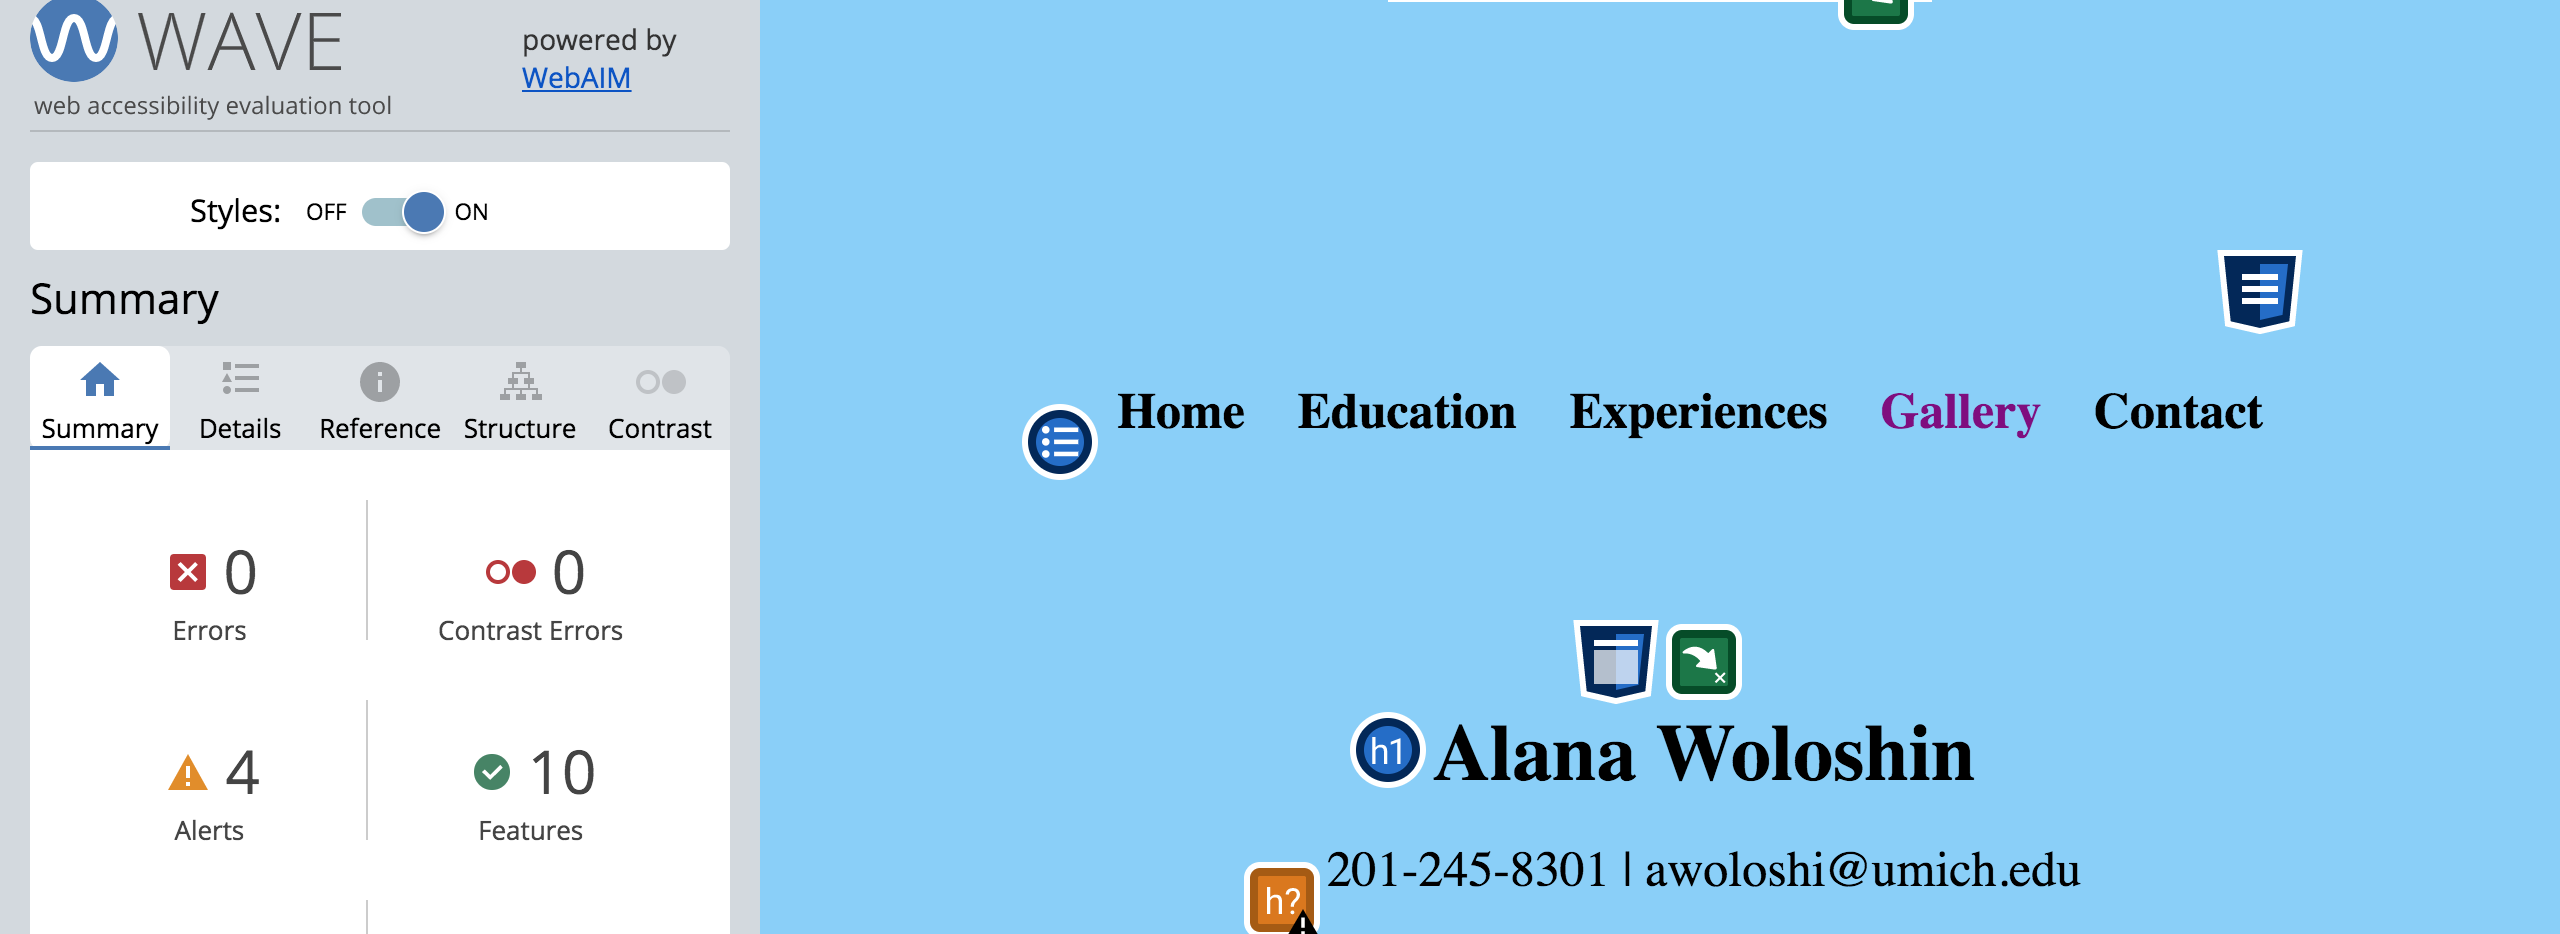 WAVE
powered by
WebAIM
web accessibility evaluation tool
Styles: OFF ON
Summary
Summary Details Reference Structure Contrast
0 0
Errors Contrast Errors
4 10
Alerts Features
Home Education Experiences Gallery Contact
h1 Alana Woloshin
201-245-8301 | awoloshi@umich.edu
h?